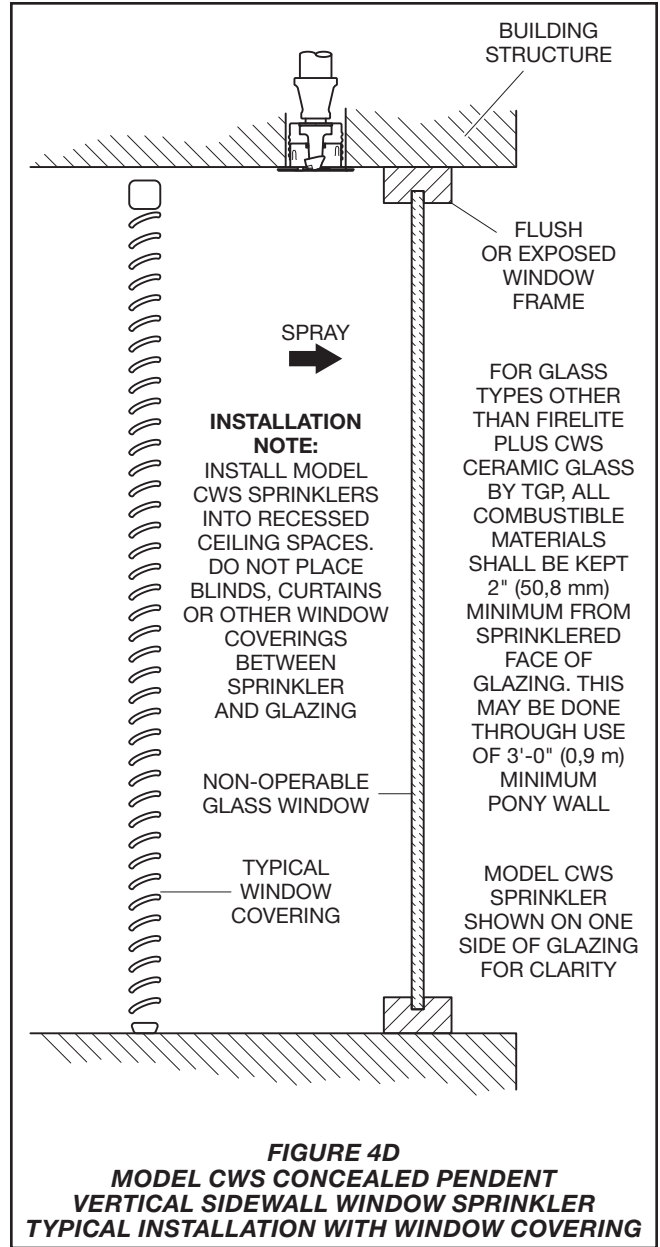 BUILDING
STRUCTURE
FLUSH
OR EXPOSED
WINDOW
FRAME
SPRAY
INSTALLATION
NOTE:
INSTALL MODEL
CWS SPRINKLERS
INTO RECESSED
CEILING SPACES.
DO NOT PLACE
BLINDS, CURTAINS
OR OTHER WINDOW
COVERINGS
BETWEEN
SPRINKLER
AND GLAZING
FOR GLASS
TYPES OTHER
THAN FIRELITE
PLUS CWS
CERAMIC GLASS
BY TGP, ALL
COMBUSTIBLE
MATERIALS
SHALL BE KEPT
2" (50,8 mm)
MINIMUM FROM
SPRINKLERED
FACE OF
GLAZING. THIS
MAY BE DONE
THROUGH USE
OF 3'-0" (0,9 m)
MINIMUM
PONY WALL
NON-OPERABLE
GLASS WINDOW
TYPICAL
WINDOW
COVERING
MODEL CWS
SPRINKLER
SHOWN ON ONE
SIDE OF GLAZING
FOR CLARITY
FIGURE 4D
MODEL CWS CONCEALED PENDENT
VERTICAL SIDEWALL WINDOW SPRINKLER
TYPICAL INSTALLATION WITH WINDOW COVERING